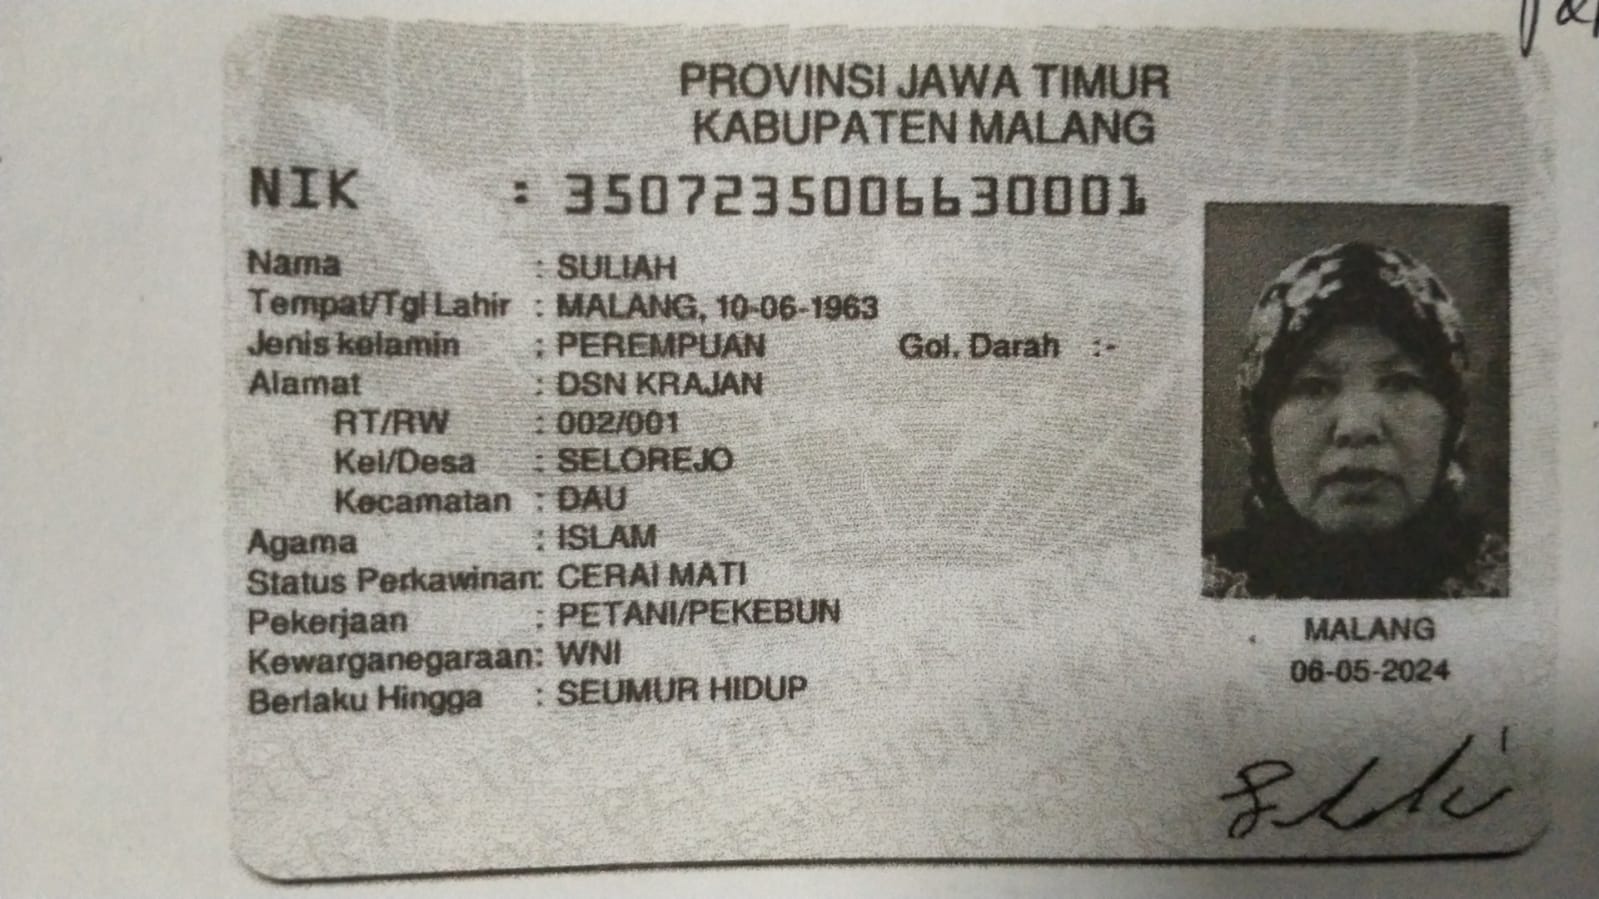 PROVINSI JAWA TIMUR
KABUPATEN MALANG
NIK : 3507235006630001
Nama : SULIAH
Tempat/Tgl Lahir : MALANG, 10-06-1963
Jenis kelamin : PEREMPUAN Gol. Darah :-
Alamat : DSN KRAJAN
RT/RW : 002/001
Kel/Desa : SELOREJO
Kecamatan : DAU
Agama : ISLAM
Status Perkawinan: CERAI MATI
Pekerjaan : PETANI/PEKEBUN
Kewarganegaraan: WNI
Berlaku Hingga : SEUMUR HIDUP
MALANG
06-05-2024